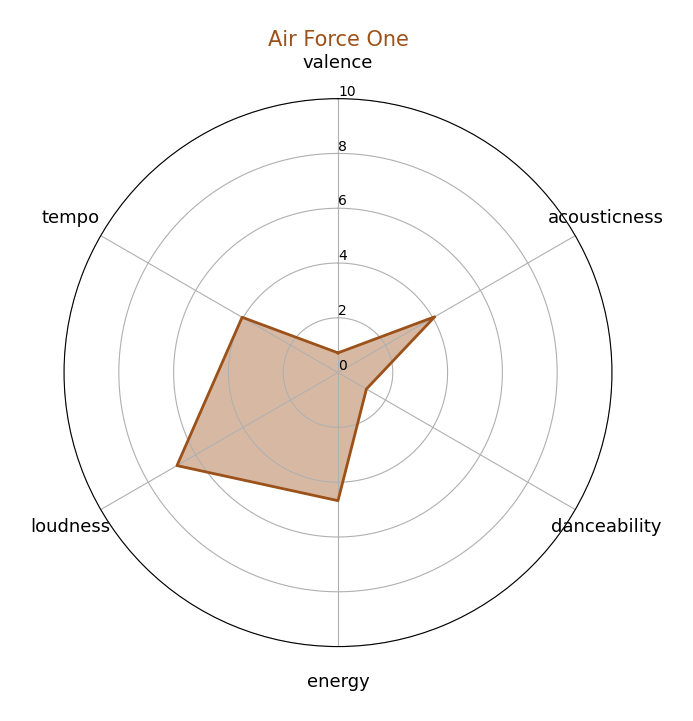 Air Force One
valence
10
8
6
4
2
0
tempo
acousticness
loudness
danceability
energy